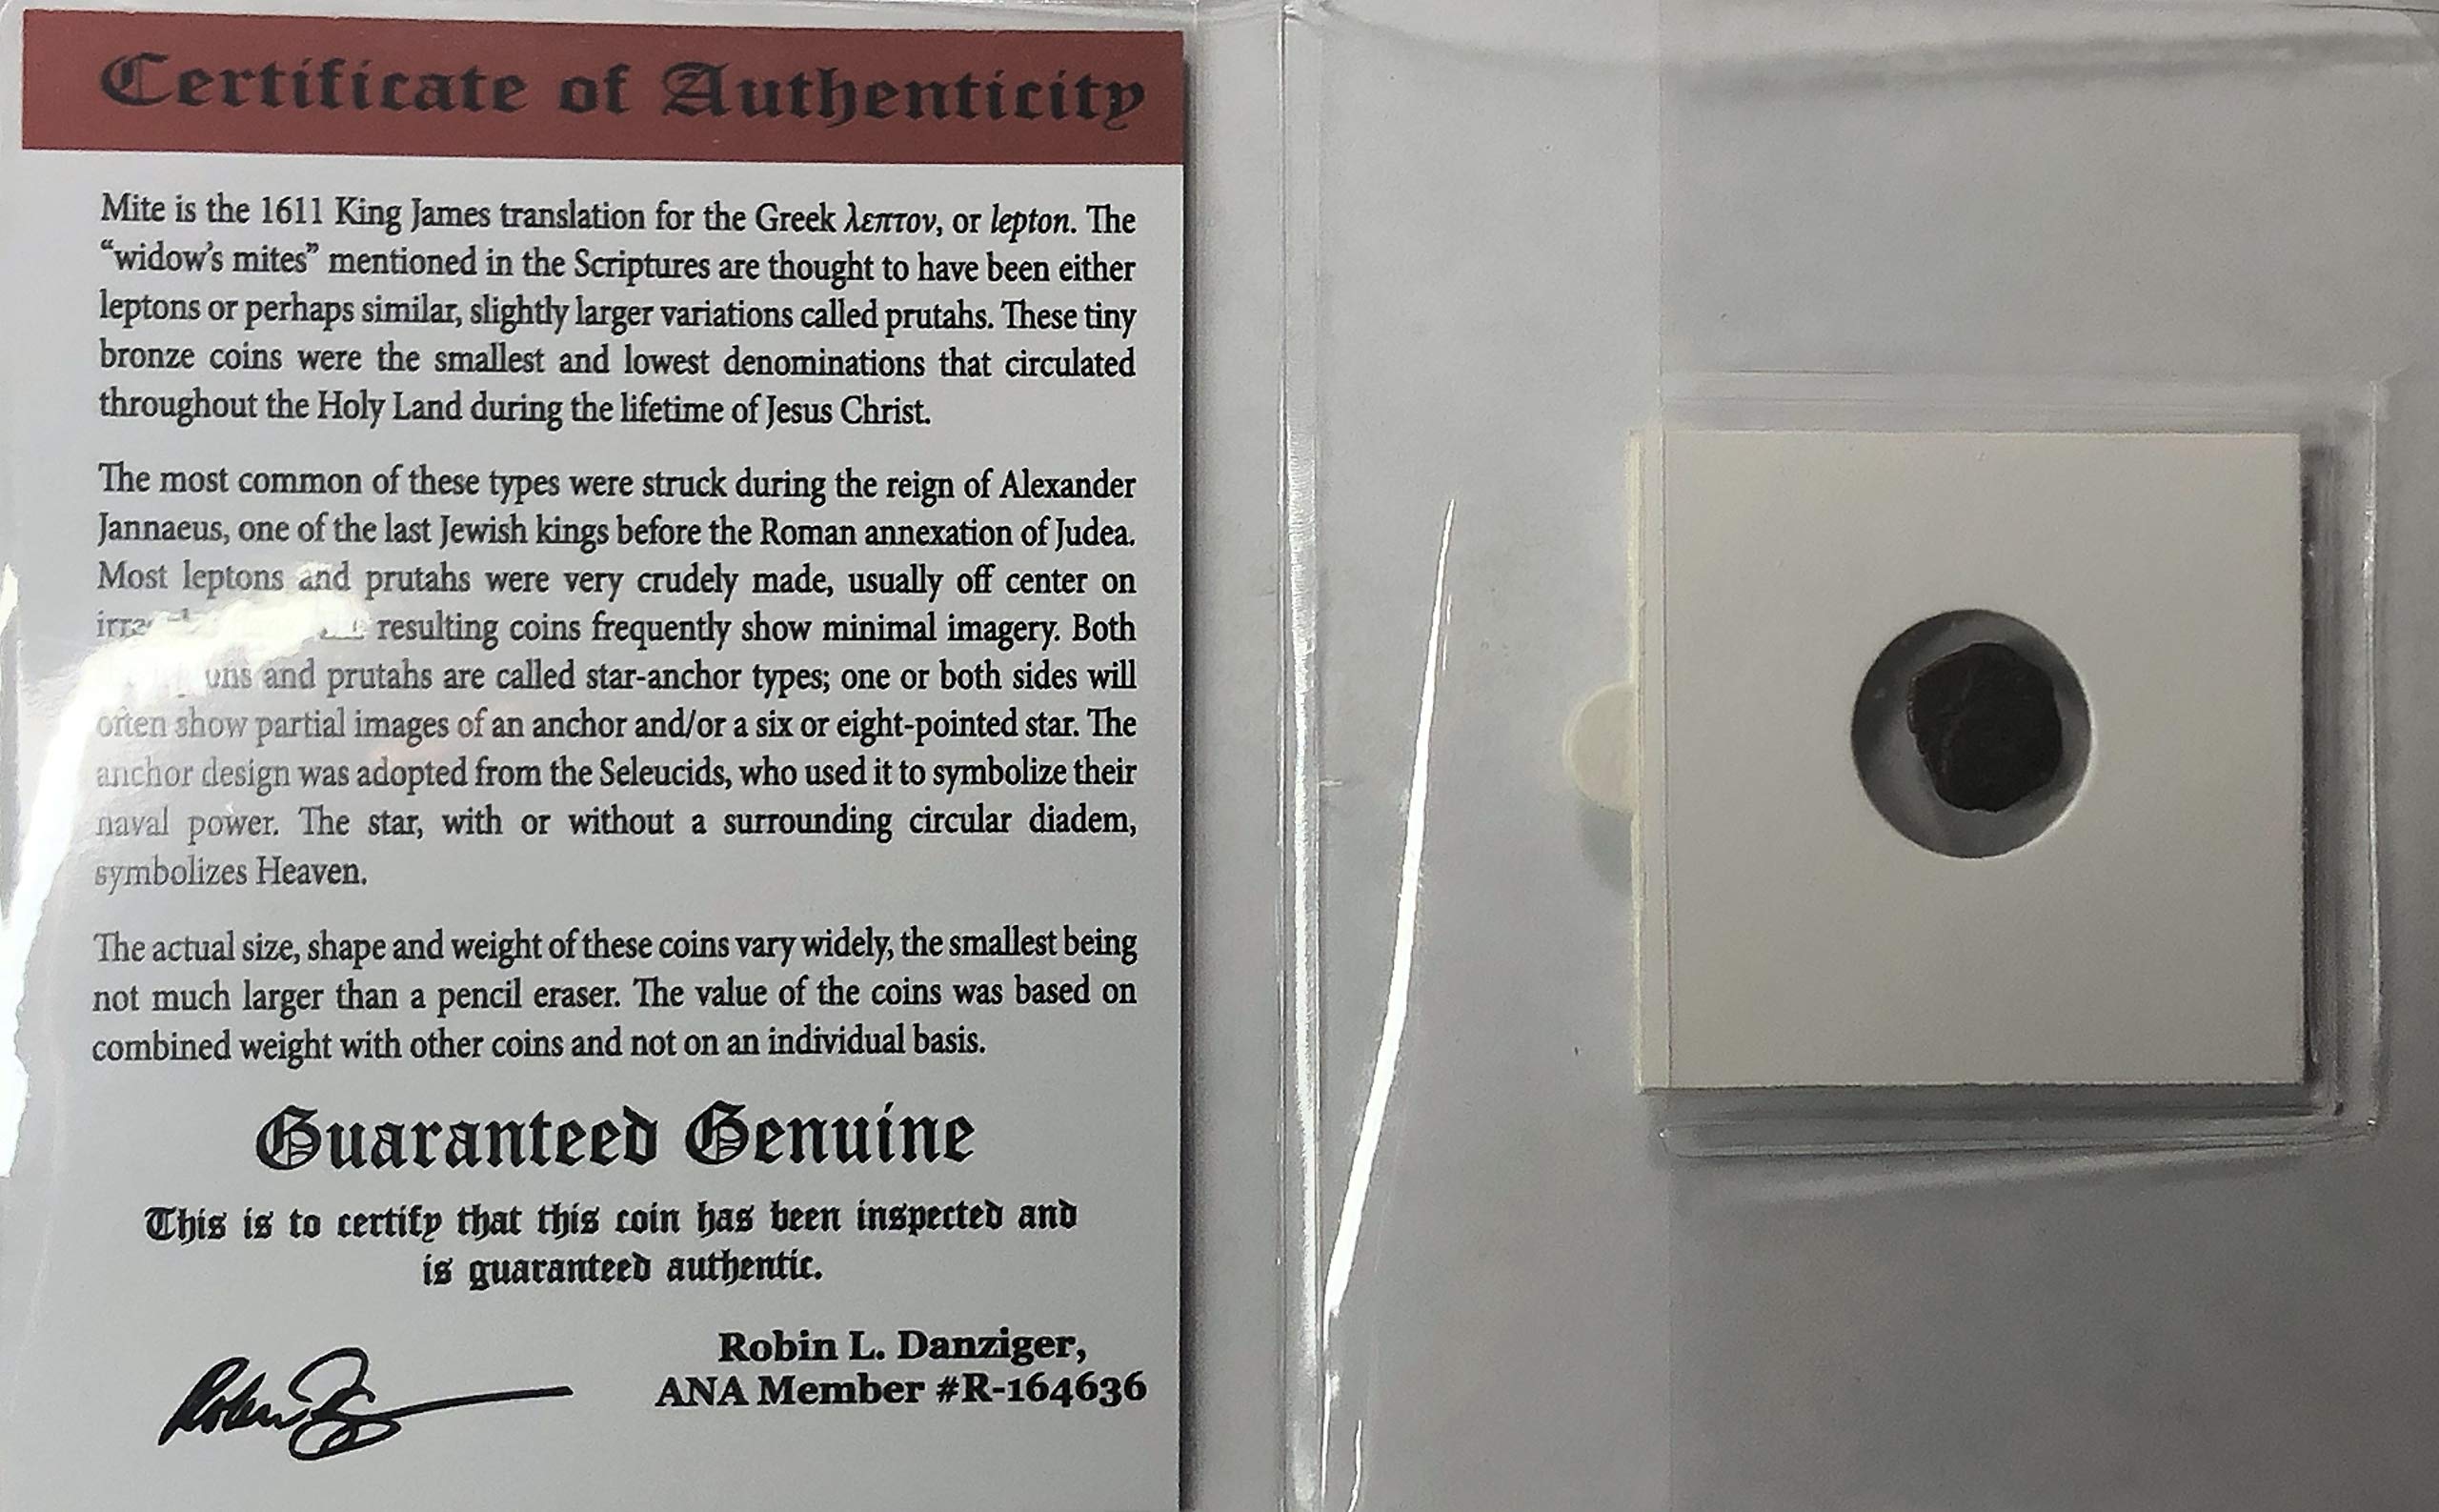 Certificate of Authenticity
Mite is the 1611 King James translation for the Greek λεπτον, or lepton. The
“widow’s mites” mentioned in the Scriptures are thought to have been either
leptons or perhaps similar, slightly larger variations called prutahs. These tiny
bronze coins were the smallest and lowest denominations that circulated
throughout the Holy Land during the lifetime of Jesus Christ.
The most common of these types were struck during the reign of Alexander
Jannaeus, one of the last Jewish kings before the Roman annexation of Judea.
Most leptons and prutahs were very crudely made, usually off center on
resulting coins frequently show minimal imagery. Both
and prutahs are called star-anchor types; one or both sides will
often show partial images of an anchor and/or a six or eight-pointed star. The
anchor design was adopted from the Seleucids, who used it to symbolize their
naval power. The star, with or without a surrounding circular diadem,
symbolizes Heaven.
The actual size, shape and weight of these coins vary widely, the smallest being
not much larger than a pencil eraser. The value of the coins was based on
combined weight with other coins and not on an individual basis.
Guaranteed Genuine
This is to certify that this coin has been inspected and
is guaranteed authentic.
Robin L. Danziger,
ANA Member #R-164636